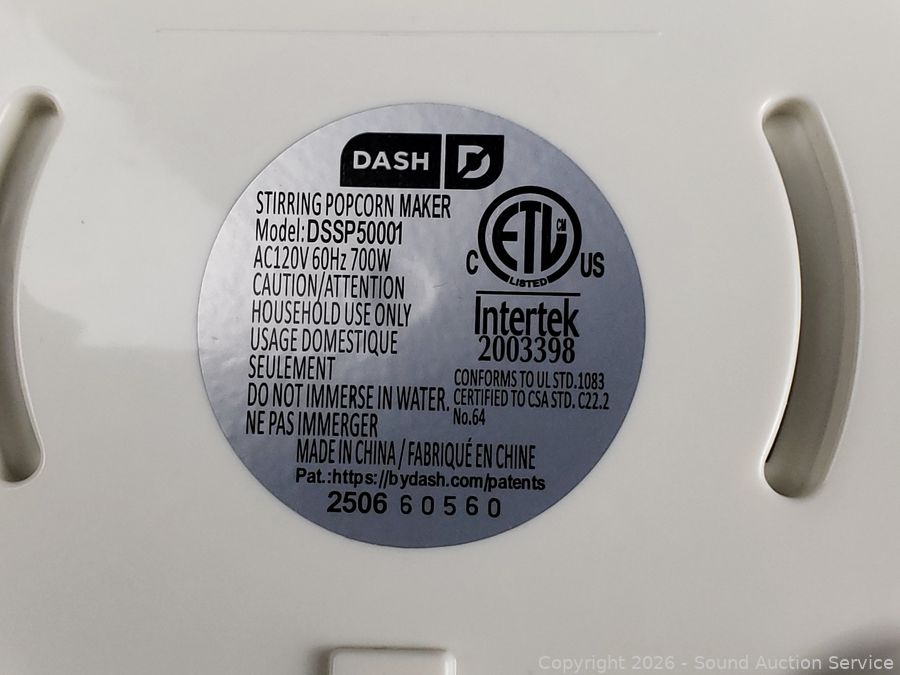 DASH
STIRRING POPCORN MAKER
Model:DSSP50001
AC120V 60Hz 700W
CAUTION/ATTENTION
HOUSEHOLD USE ONLY
USAGE DOMESTIQUE
SEULEMENT
DO NOT IMMERSE IN WATER.
NE PAS IMMERGER
ETL CM
LISTED
C US
Intertek
2003398
CONFORMS TO UL STD.1083
CERTIFIED TO CSA STD. C22.2
No.64
MADE IN CHINA / FABRIQUÉ EN CHINE
Pat.:https://bydash.com/patents
2506 60560
Copyright 2026 - Sound Auction Service